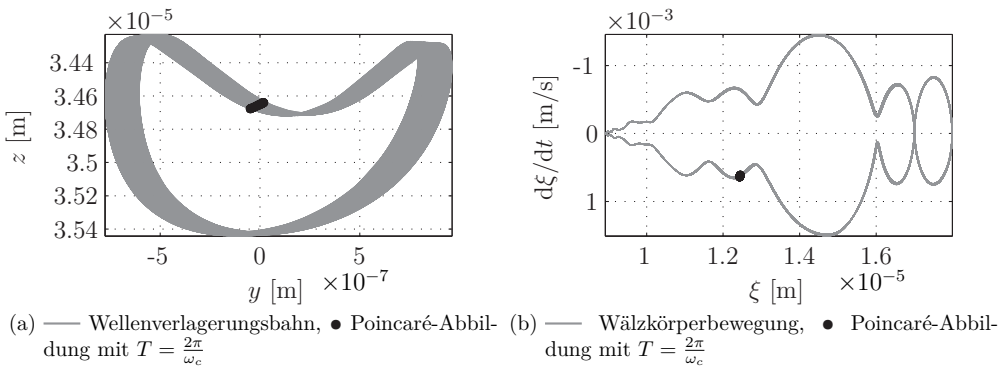 ×10⁻⁵
3.44
3.46
3.48
3.5
3.52
3.54
z [m]
-5
0
5
×10⁻⁷
y [m]
(a) Wellenverlagerungsbahn, ● Poincaré-Abbil-
dung mit T = 2π/ω_c
×10⁻³
-1
0
1
dξ/dt [m/s]
1
1.2
1.4
1.6
×10⁻⁵
ξ [m]
(b) Wälzkörperbewegung, ● Poincaré-Abbil-
dung mit T = 2π/ω_c